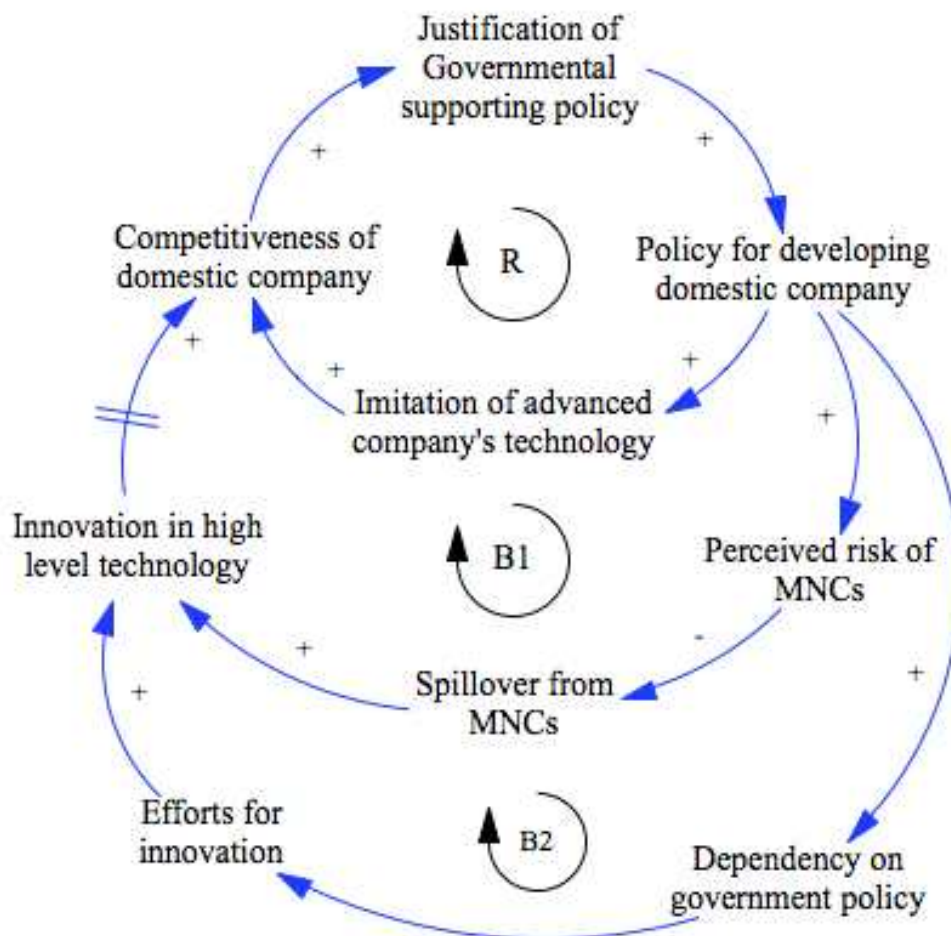 Justification of
Governmental
supporting policy
+
+
Competitiveness of
domestic company
R
Policy for developing
domestic company
+
+
+
Imitation of advanced
company's technology
+
Innovation in high
level technology
B1
Perceived risk of
MNCs
+
-
Spillover from
MNCs
+
+
Efforts for
innovation
B2
Dependency on
government policy